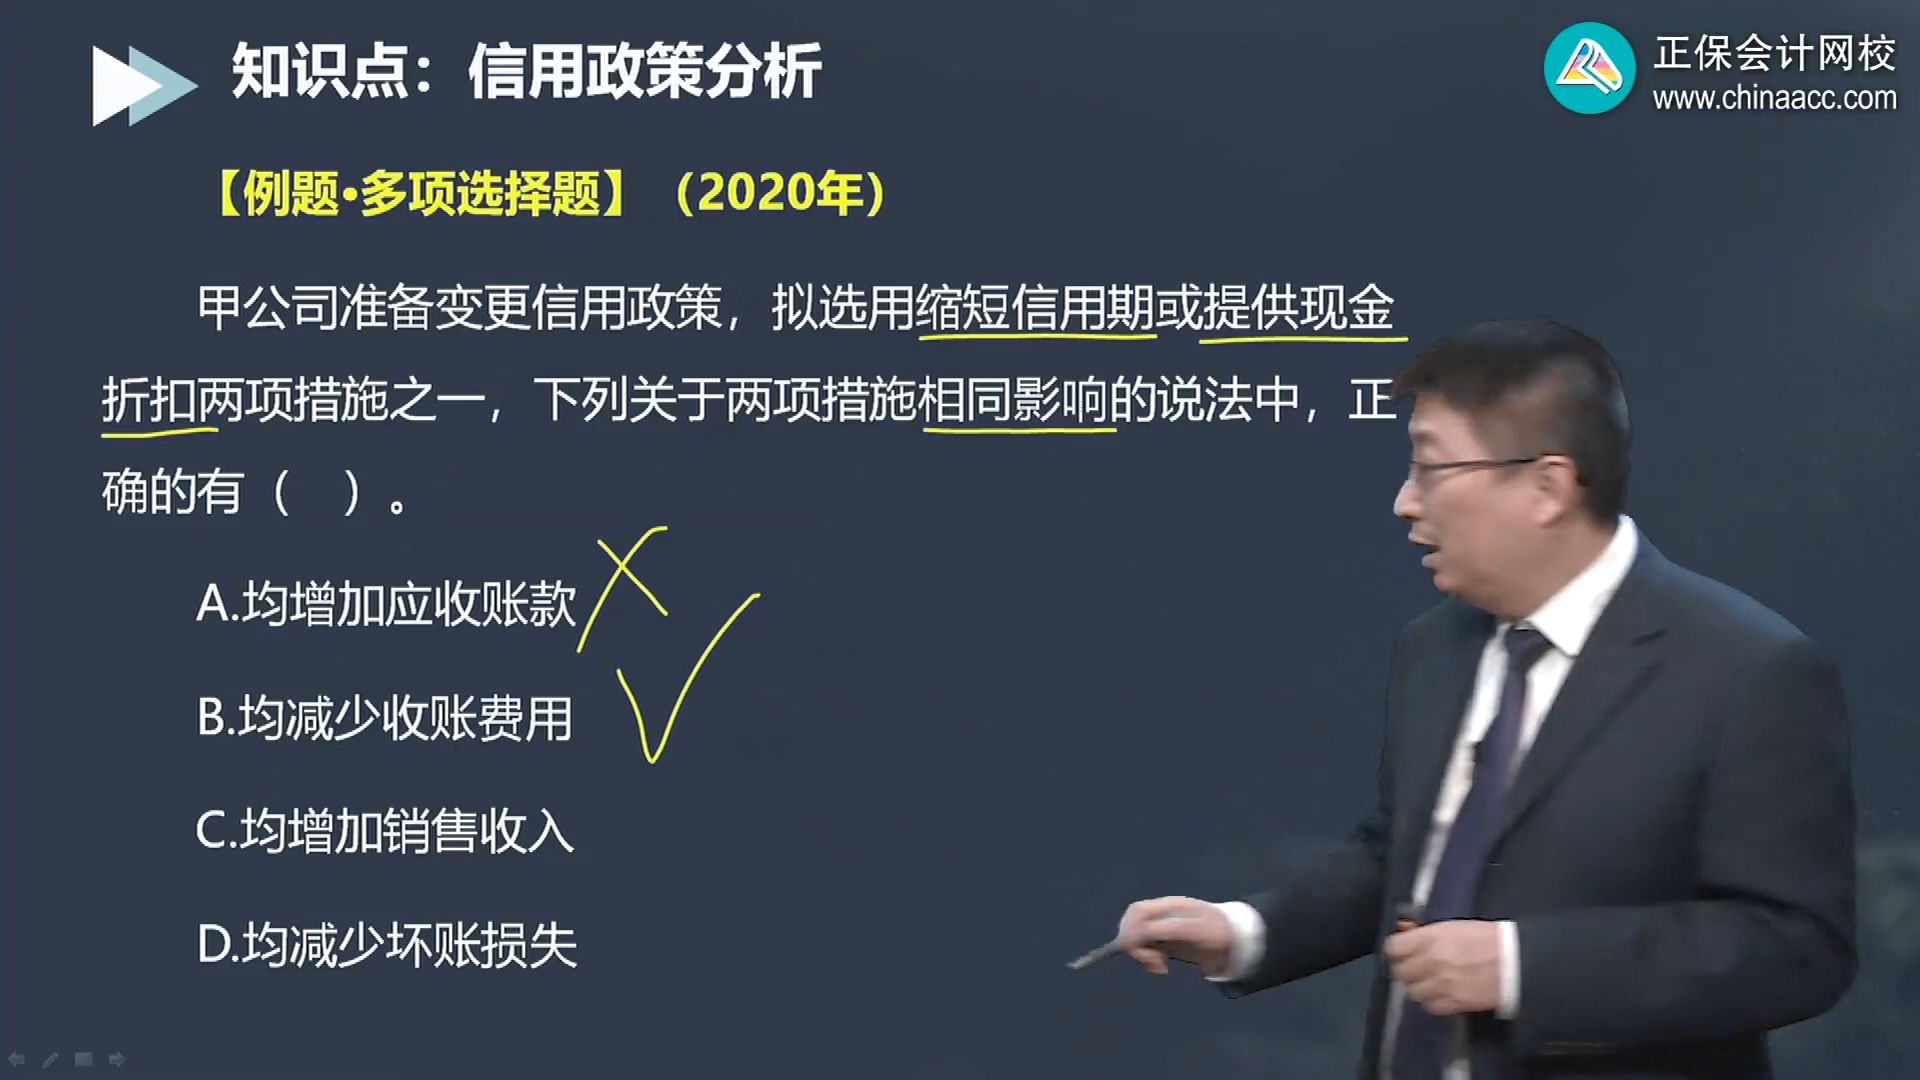 知识点：信用政策分析
正保会计网校
www.chinaacc.com
【例题•多项选择题】（2020年）
甲公司准备变更信用政策，拟选用缩短信用期或提供现金
折扣两项措施之一，下列关于两项措施相同影响的说法中，正
确的有（ ）。
A.均增加应收账款
B.均减少收账费用
C.均增加销售收入
D.均减少坏账损失